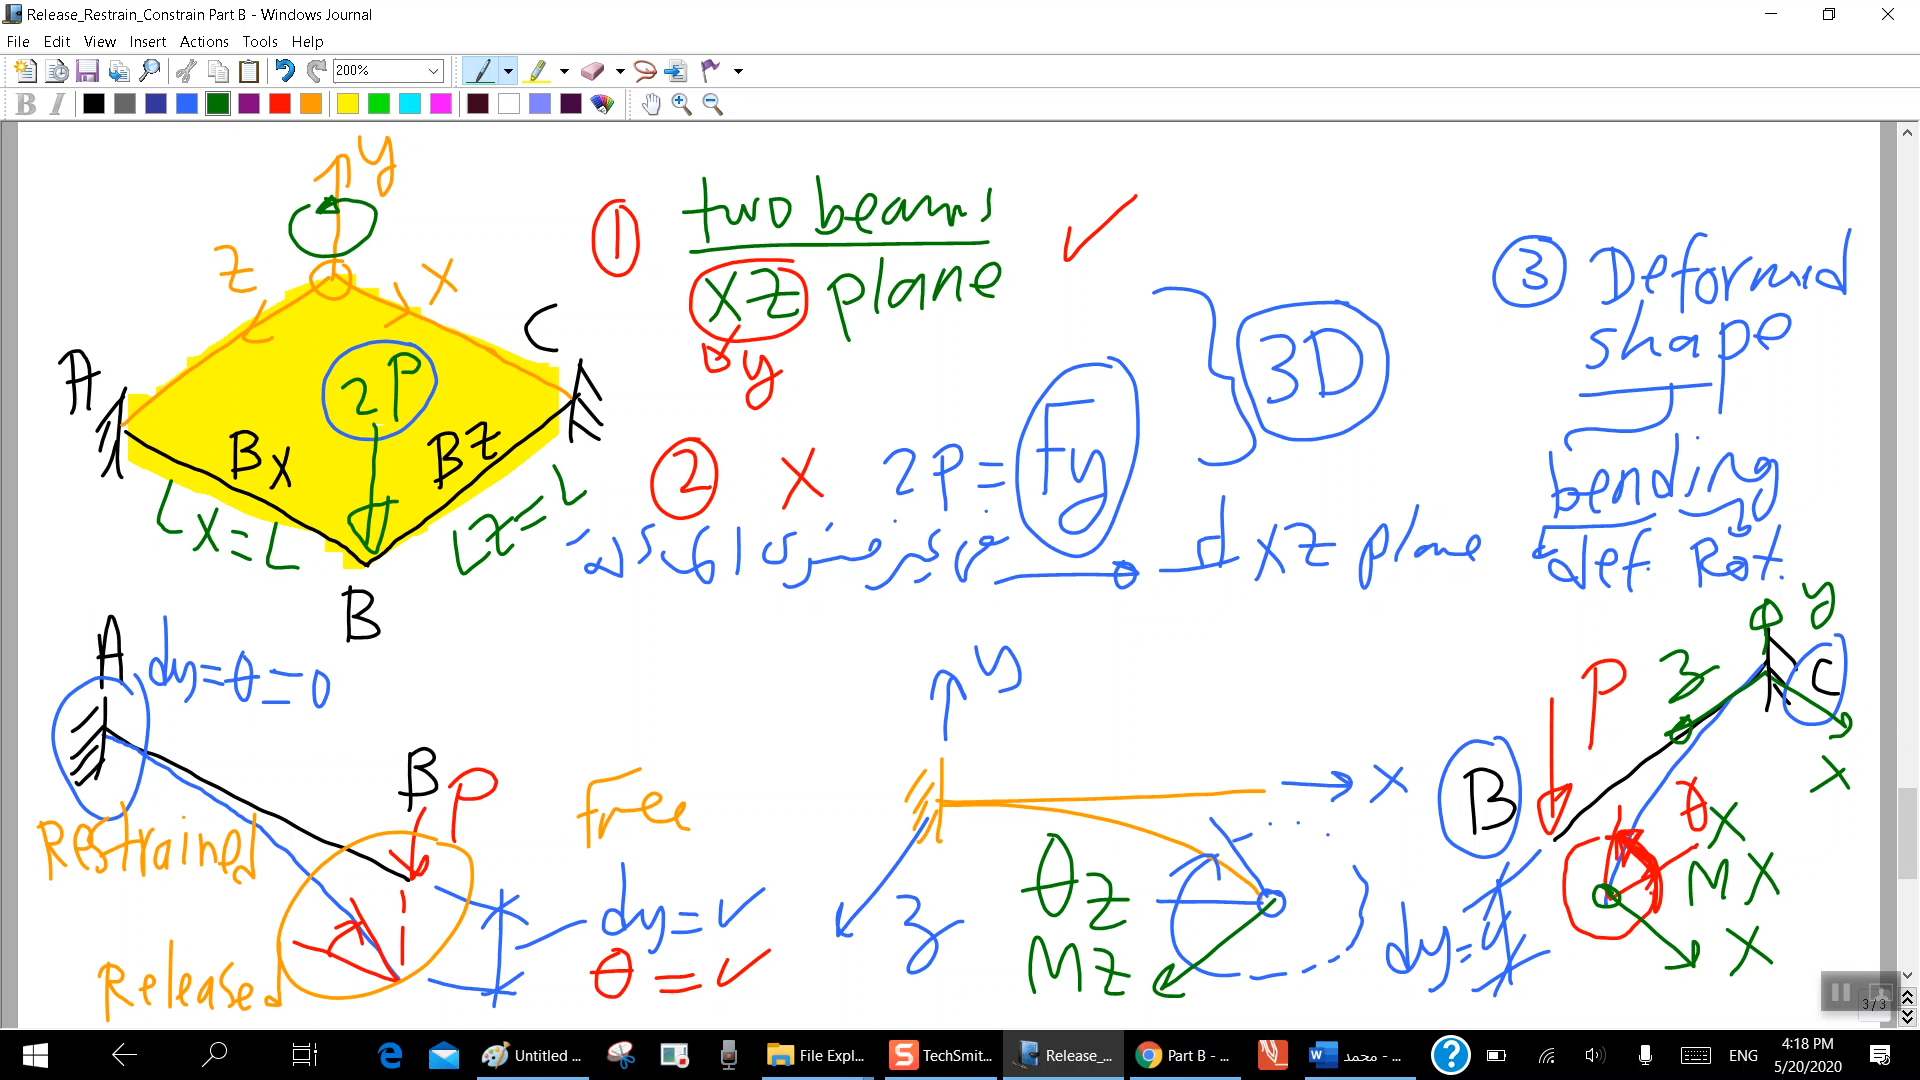 Release_Restrain_Constrain Part B - Windows Journal
File Edit View Insert Actions Tools Help
200%
B I
y
Z
X
A
C
2P
Bx
BZ
Lx=L
LZ=L
B
① two beams ✓
XZ plane
y
② X 2P = Fy
3D
⊥ XZ plane
③ Deformed
shape
bending
def. Rot.
A
dy=θ=0
B
P
Restrained
Released
Free
dy=✓
θ=✓
y
x
z
θZ
MZ
B
P
z
y
C
x
θx
Mx
x
dy=
3 / 3
Untitled ...
File Expl...
TechSmit...
Release_...
Part B - ...
محمد - ...
ENG
4:18 PM
5/20/2020